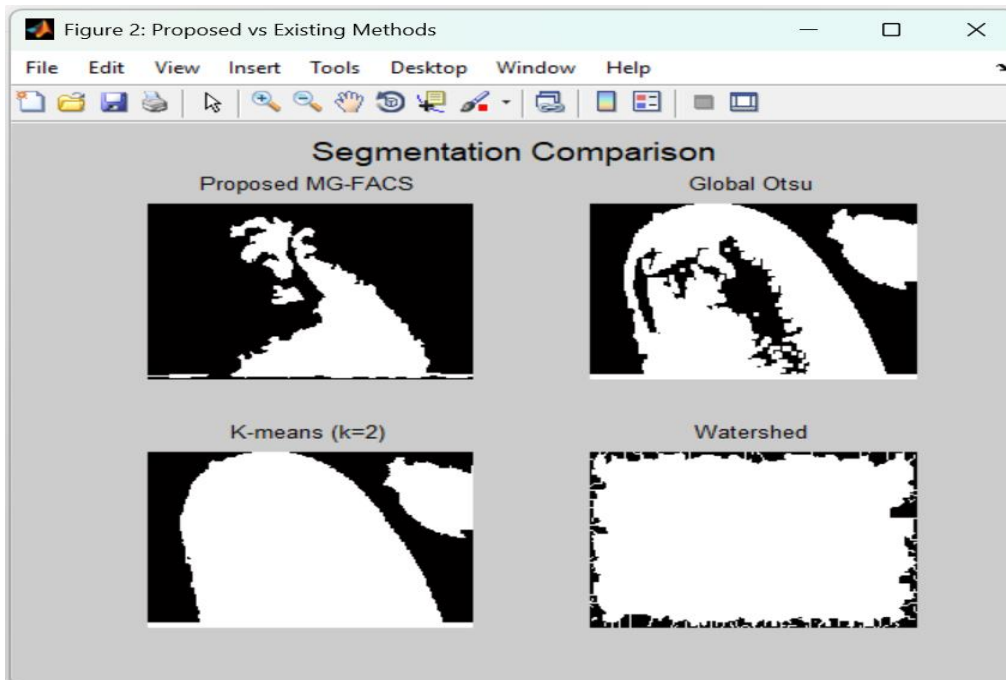 Figure 2: Proposed vs Existing Methods
File Edit View Insert Tools Desktop Window Help
Segmentation Comparison
Proposed MG-FACS
Global Otsu
K-means (k=2)
Watershed